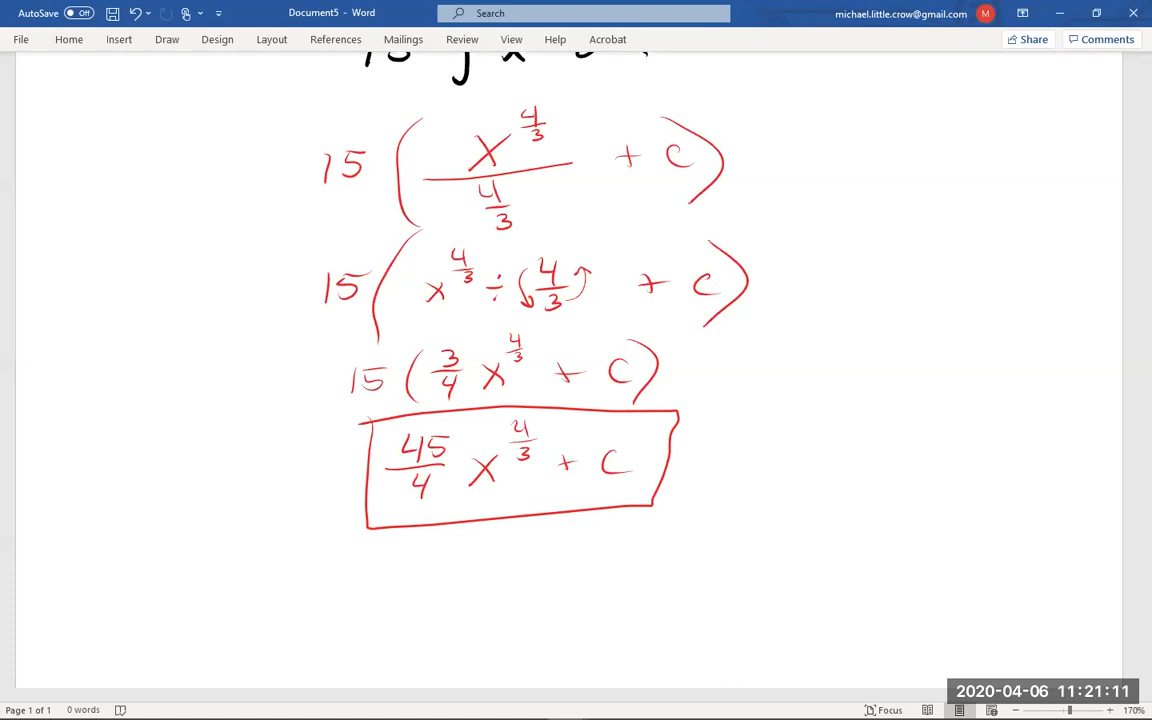 AutoSave Off Document5 - Word Search michael.little.crow@gmail.com M
File Home Insert Draw Design Layout References Mailings Review View Help Acrobat Share Comments
15 ( x^(4/3) / (4/3) + C )
15 ( x^(4/3) ÷ 4/3 + C )
15 ( 3/4 x^(4/3) + C )
45/4 x^(4/3) + C
2020-04-06 11:21:11
Page 1 of 1 0 words Focus 170%